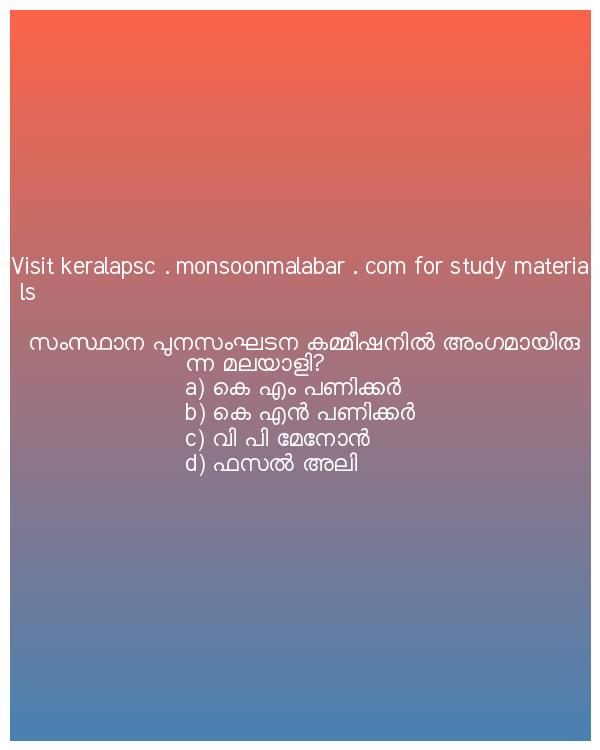 Visit keralapsc . monsoonmalabar . com for study materia
ls
സംസ്ഥാന പുനസംഘടന കമ്മീഷനിൽ അംഗമായിരു
ന്ന മലയാളി?
a) കെ എം പണിക്കർ
b) കെ എൻ പണിക്കർ
c) വി പി മേനോൻ
d) ഫസൽ അലി